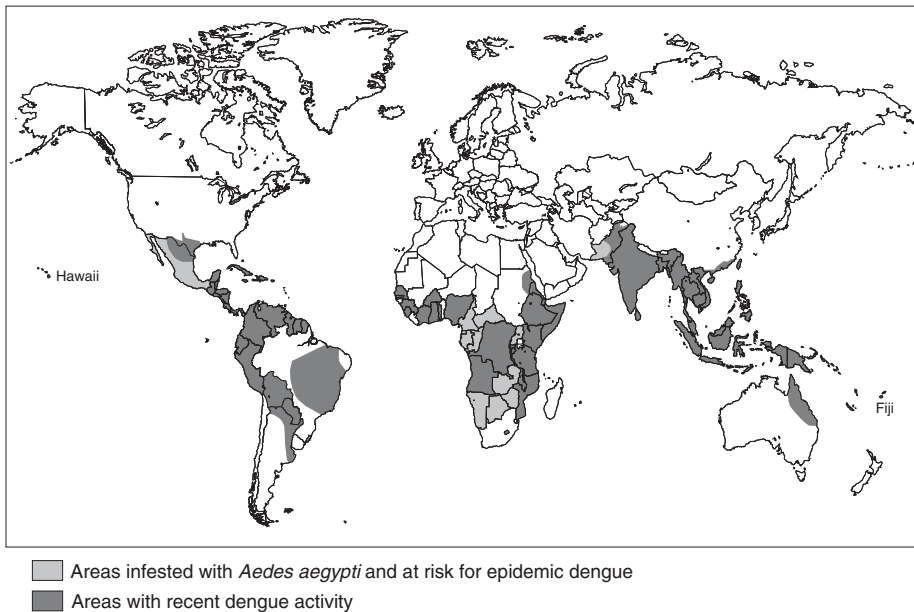 Hawaii
Fiji
Areas infested with Aedes aegypti and at risk for epidemic dengue
Areas with recent dengue activity